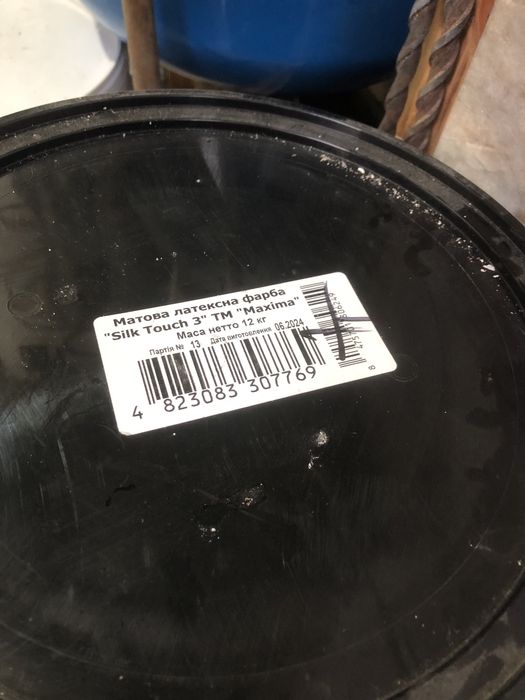 Матова латексна фарба
"Silk Touch 3" ТМ "Maxima"
Маса нетто 12 кг
Партія № 13 Дата виготовлення 06.2024
4 823083 307769